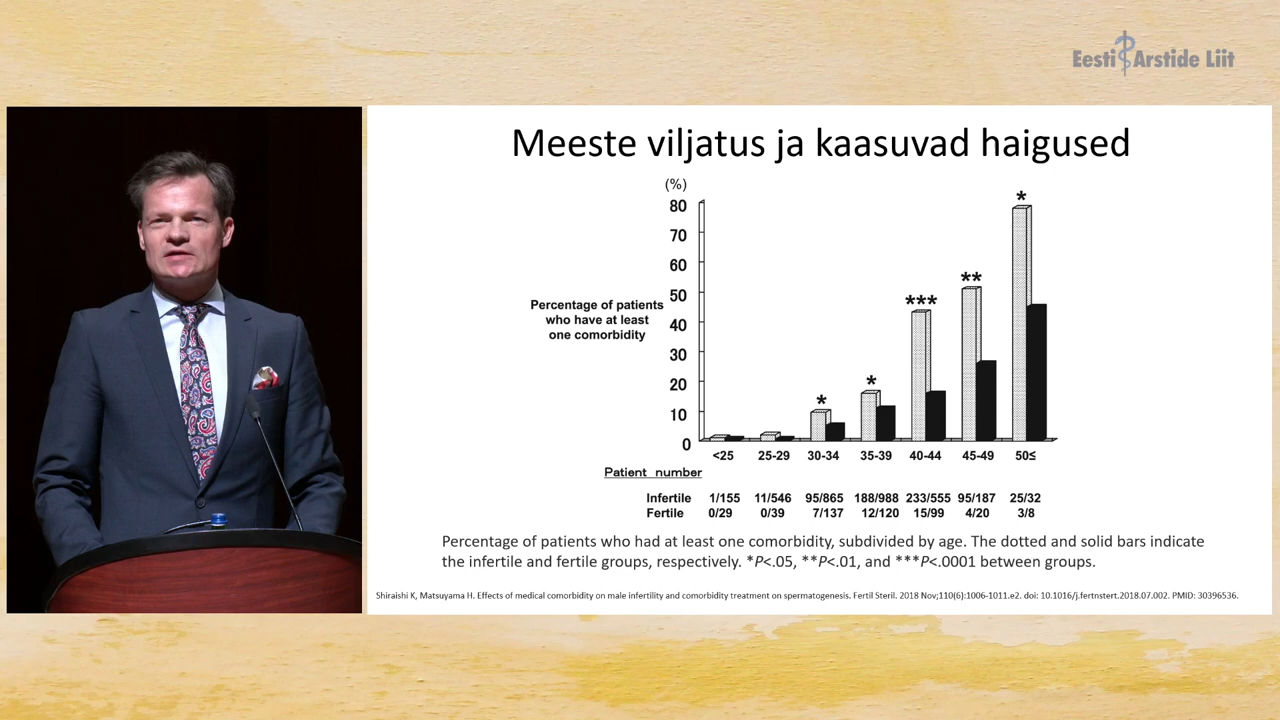 Eesti Arstide Liit
Meeste viljatus ja kaasuvad haigused
(%)
80
70
60
50
40
30
20
10
0
Percentage of patients
who have at least
one comorbidity
* * *** ** *
<25 25-29 30-34 35-39 40-44 45-49 50≤
Patient number
Infertile 1/155 11/546 95/865 188/988 233/555 95/187 25/32
Fertile 0/29 0/39 7/137 12/120 15/99 4/20 3/8
Percentage of patients who had at least one comorbidity, subdivided by age. The dotted and solid bars indicate
the infertile and fertile groups, respectively. *P<.05, **P<.01, and ***P<.0001 between groups.
Shiraishi K, Matsuyama H. Effects of medical comorbidity on male infertility and comorbidity treatment on spermatogenesis. Fertil Steril. 2018 Nov;110(6):1006-1011.e2. doi: 10.1016/j.fertnstert.2018.07.002. PMID: 30396536.